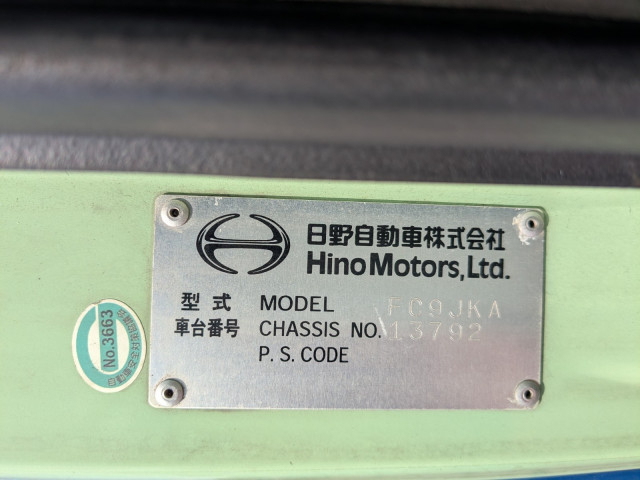 日野自動車株式会社
Hino Motors, Ltd.
型式 MODEL FC9JKA
車台番号 CHASSIS NO. 13792
P. S. CODE
No.3663